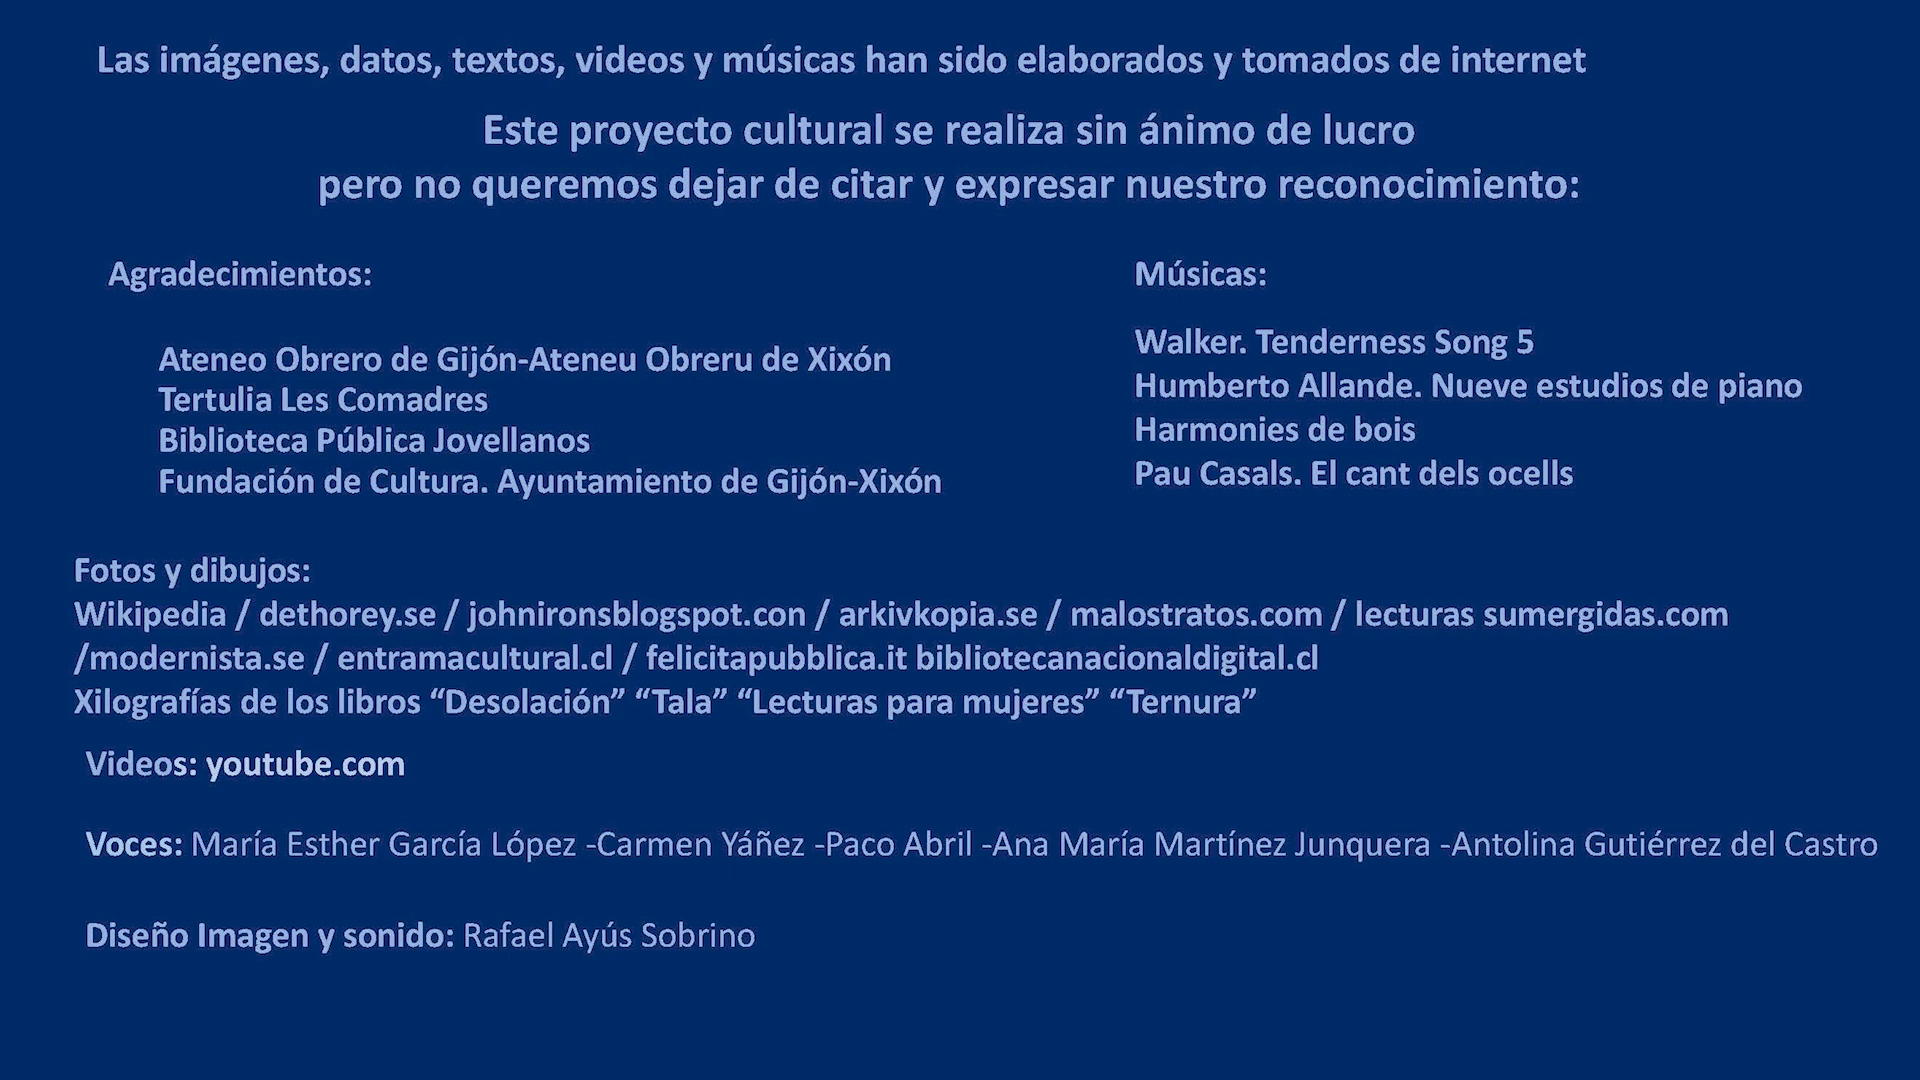 Las imágenes, datos, textos, videos y músicas han sido elaborados y tomados de internet
Este proyecto cultural se realiza sin ánimo de lucro
pero no queremos dejar de citar y expresar nuestro reconocimiento:
Agradecimientos:
Ateneo Obrero de Gijón-Ateneu Obreru de Xixón
Tertulia Les Comadres
Biblioteca Pública Jovellanos
Fundación de Cultura. Ayuntamiento de Gijón-Xixón
Músicas:
Walker. Tenderness Song 5
Humberto Allande. Nueve estudios de piano
Harmonies de bois
Pau Casals. El cant dels ocells
Fotos y dibujos:
Wikipedia / dethorey.se / johnironsblogspot.con / arkivkopia.se / malostratos.com / lecturas sumergidas.com
/modernista.se / entramacultural.cl / felicitapubblica.it bibliotecanacionaldigital.cl
Xilografías de los libros “Desolación” “Tala” “Lecturas para mujeres” “Ternura”
Videos: youtube.com
Voces: María Esther García López -Carmen Yáñez -Paco Abril -Ana María Martínez Junquera -Antolina Gutiérrez del Castro
Diseño Imagen y sonido: Rafael Ayús Sobrino